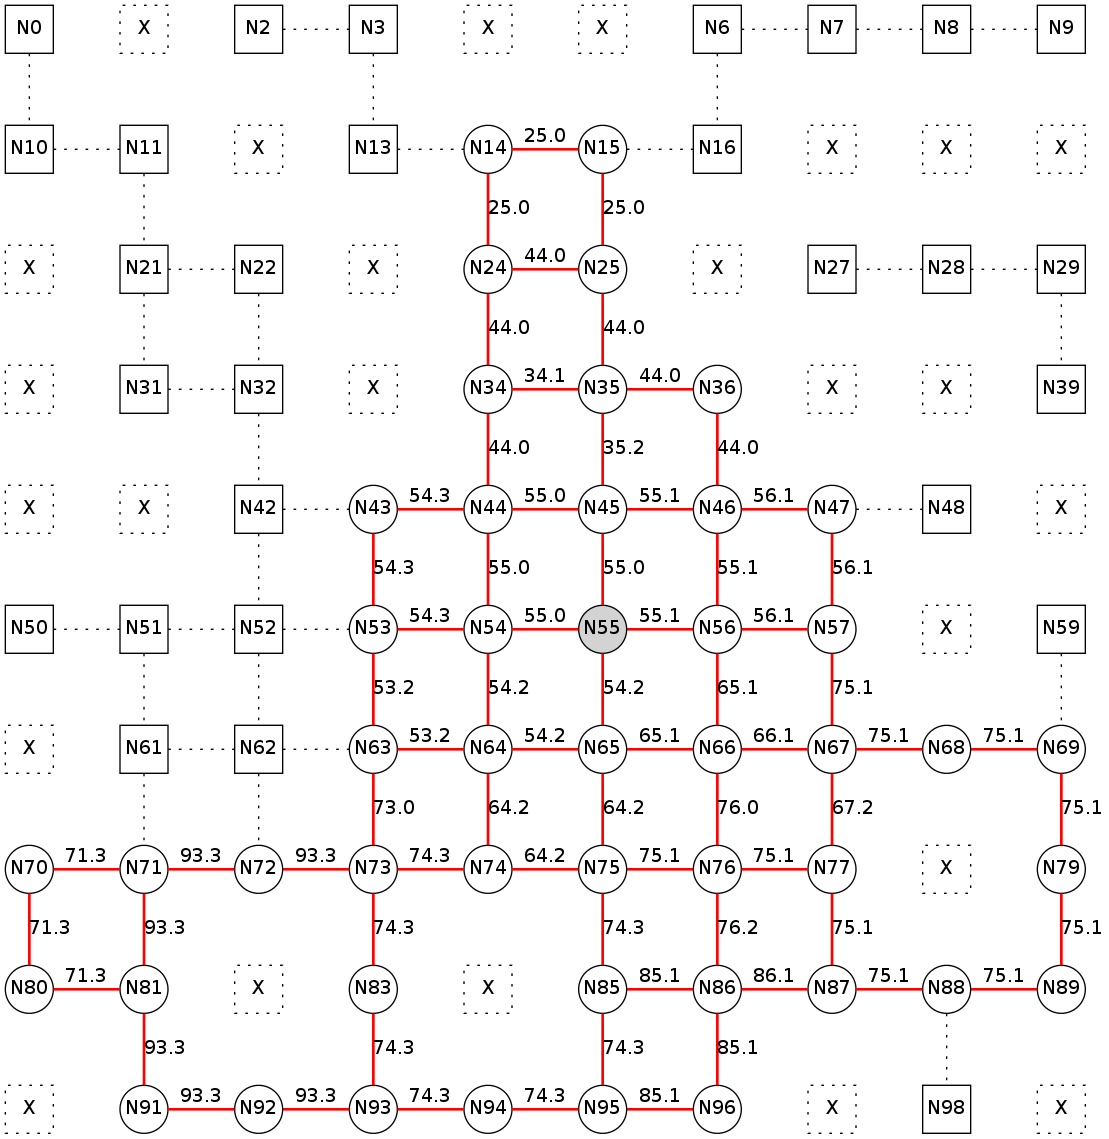 N0 X N2 N3 X X N6 N7 N8 N9
25.0
N10 N11 X N13 N14 N15 N16 X X X
25.0 25.0
44.0
X N21 N22 X N24 N25 X N27 N28 N29
44.0 44.0
34.1 44.0
X N31 N32 X N34 N35 N36 X X N39
44.0 35.2 44.0
54.3 55.0 55.1 56.1
X X N42 N43 N44 N45 N46 N47 N48 X
54.3 55.0 55.0 55.1 56.1
54.3 55.0 55.1 56.1
N50 N51 N52 N53 N54 N55 N56 N57 X N59
53.2 54.2 54.2 65.1 75.1
53.2 54.2 65.1 66.1 75.1 75.1
X N61 N62 N63 N64 N65 N66 N67 N68 N69
73.0 64.2 64.2 76.0 67.2 75.1
71.3 93.3 93.3 74.3 64.2 75.1 75.1
N70 N71 N72 N73 N74 N75 N76 N77 X N79
71.3 93.3 74.3 74.3 76.2 75.1 75.1
71.3 85.1 86.1 75.1 75.1
N80 N81 X N83 X N85 N86 N87 N88 N89
93.3 74.3 74.3 85.1
93.3 93.3 74.3 74.3 85.1
X N91 N92 N93 N94 N95 N96 X N98 X